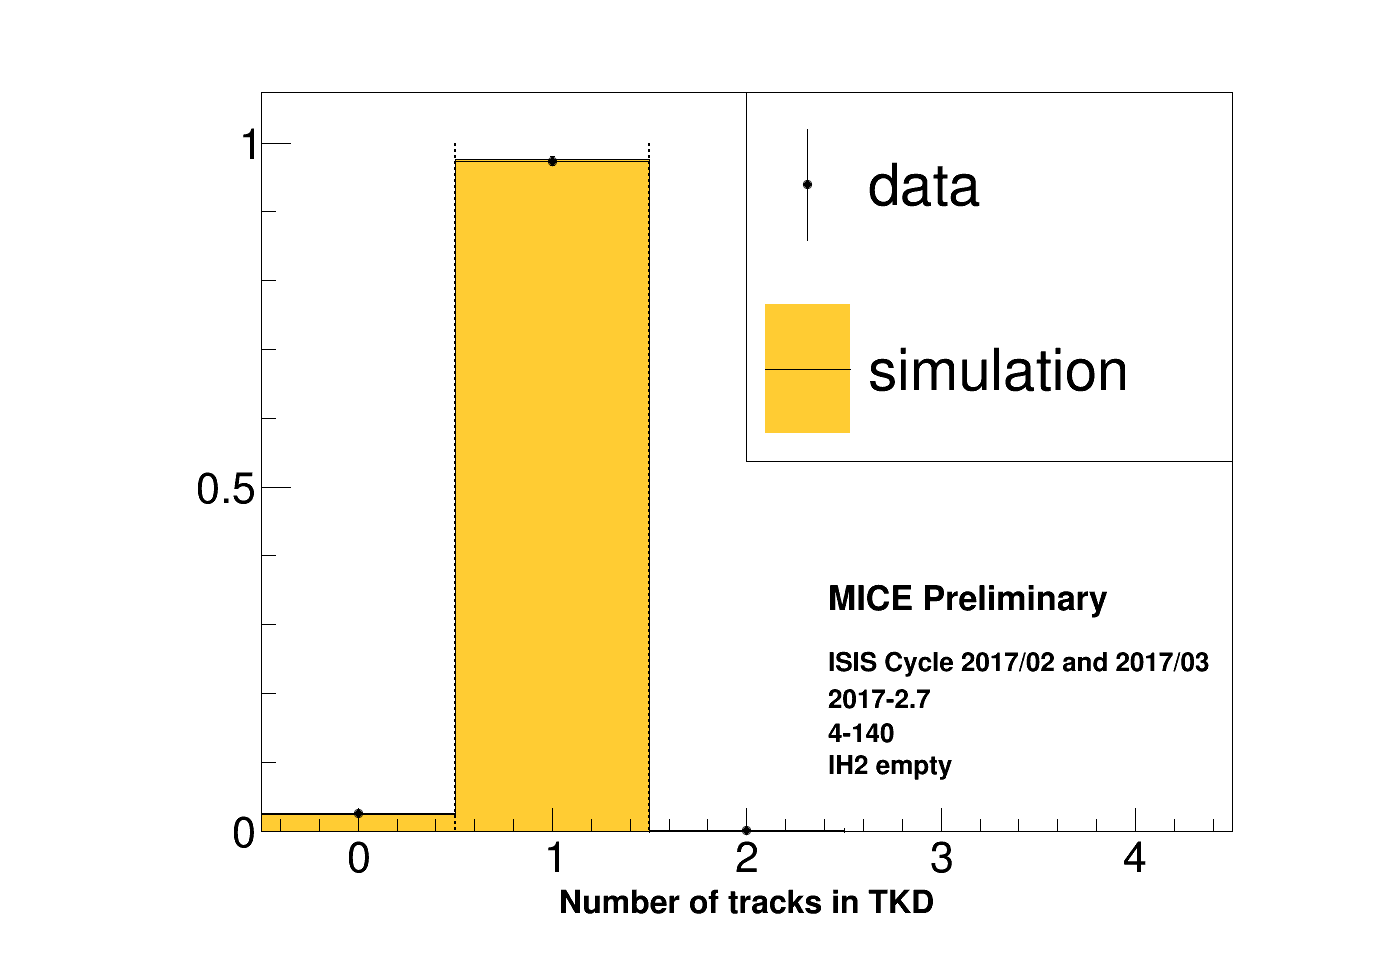 1
0.5
0
data
simulation
MICE Preliminary
ISIS Cycle 2017/02 and 2017/03
2017-2.7
4-140
IH2 empty
0 1 2 3 4
Number of tracks in TKD